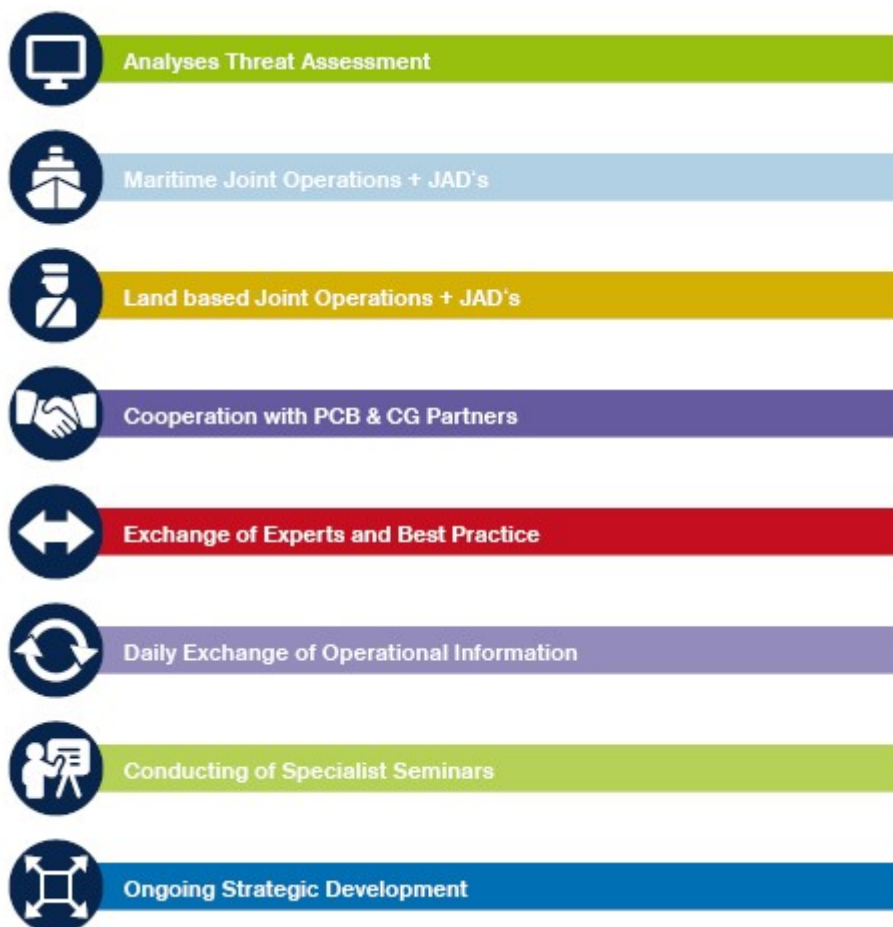 Analyses Threat Assessment
Maritime Joint Operations + JAD's
Land based Joint Operations + JAD's
Cooperation with PCB & CG Partners
Exchange of Experts and Best Practice
Daily Exchange of Operational Information
Conducting of Specialist Seminars
Ongoing Strategic Development